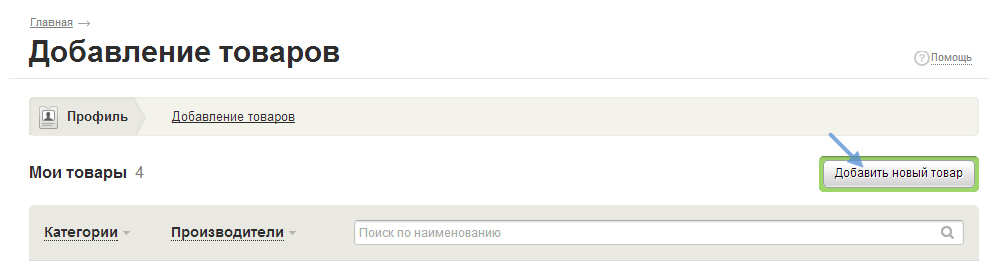 Главная →
Добавление товаров
Помощь
Профиль Добавление товаров
Мои товары 4
Добавить новый товар
Категории Производители Поиск по наименованию